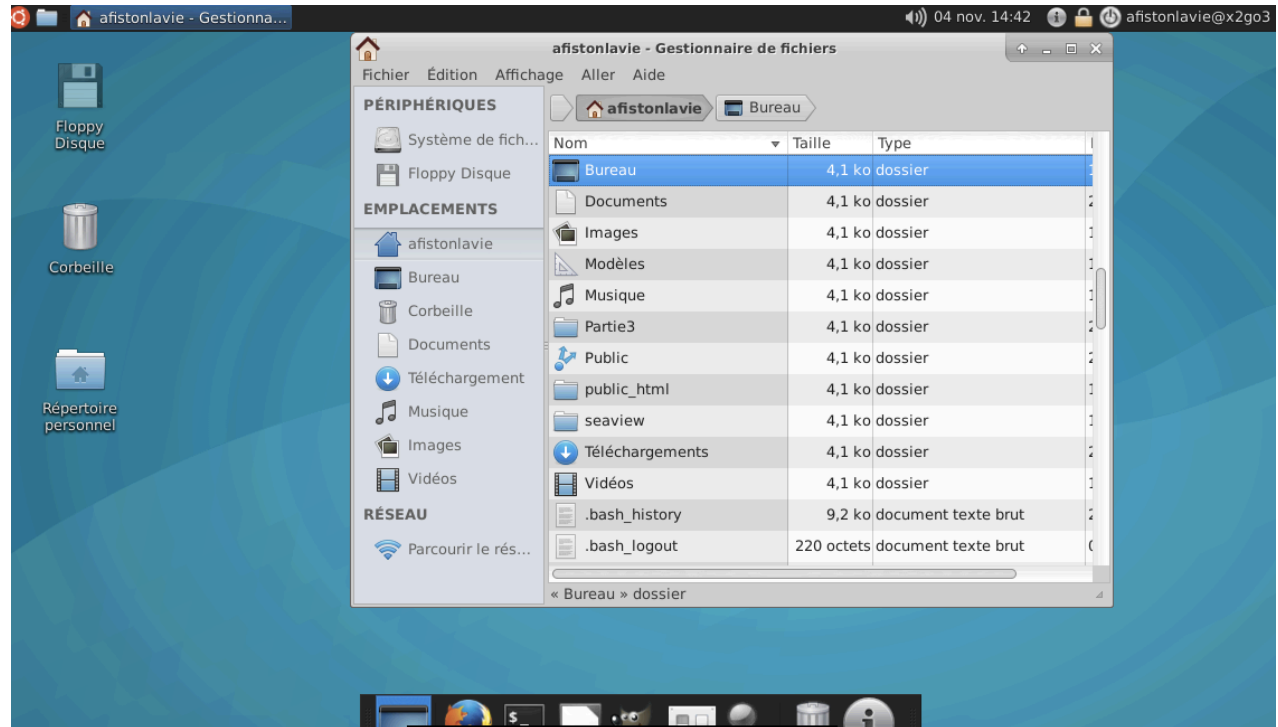 afistonlavie - Gestionna...
04 nov. 14:42
afistonlavie@x2go3
Floppy
Disque
Corbeille
Répertoire
personnel
afistonlavie - Gestionnaire de fichiers
Fichier Édition Affichage Aller Aide
PÉRIPHÉRIQUES
Système de fich...
Floppy Disque
EMPLACEMENTS
afistonlavie
Bureau
Corbeille
Documents
Téléchargement
Musique
Images
Vidéos
RÉSEAU
Parcourir le rés...
afistonlavie Bureau
Nom Taille Type
Bureau 4,1 ko dossier
Documents 4,1 ko dossier
Images 4,1 ko dossier
Modèles 4,1 ko dossier
Musique 4,1 ko dossier
Partie3 4,1 ko dossier
Public 4,1 ko dossier
public_html 4,1 ko dossier
seaview 4,1 ko dossier
Téléchargements 4,1 ko dossier
Vidéos 4,1 ko dossier
.bash_history 9,2 ko document texte brut
.bash_logout 220 octets document texte brut
« Bureau » dossier
$_